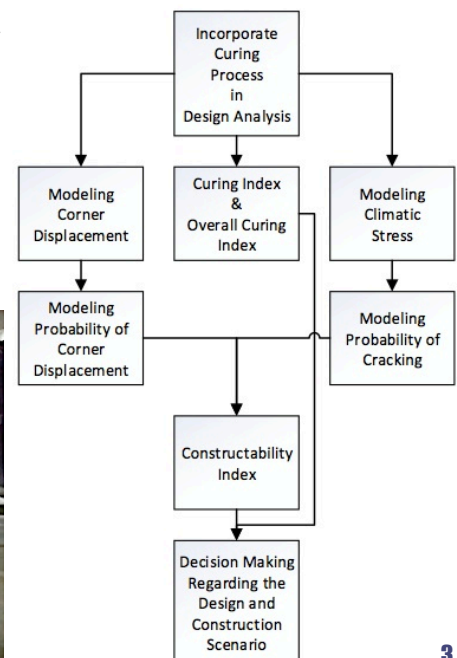 Incorporate
Curing
Process
in
Design Analysis
Modeling
Corner
Displacement
Curing Index
&
Overall Curing
Index
Modeling
Climatic
Stress
Modeling
Probability of
Corner
Displacement
Modeling
Probability of
Cracking
Constructability
Index
Decision Making
Regarding the
Design and
Construction
Scenario
3